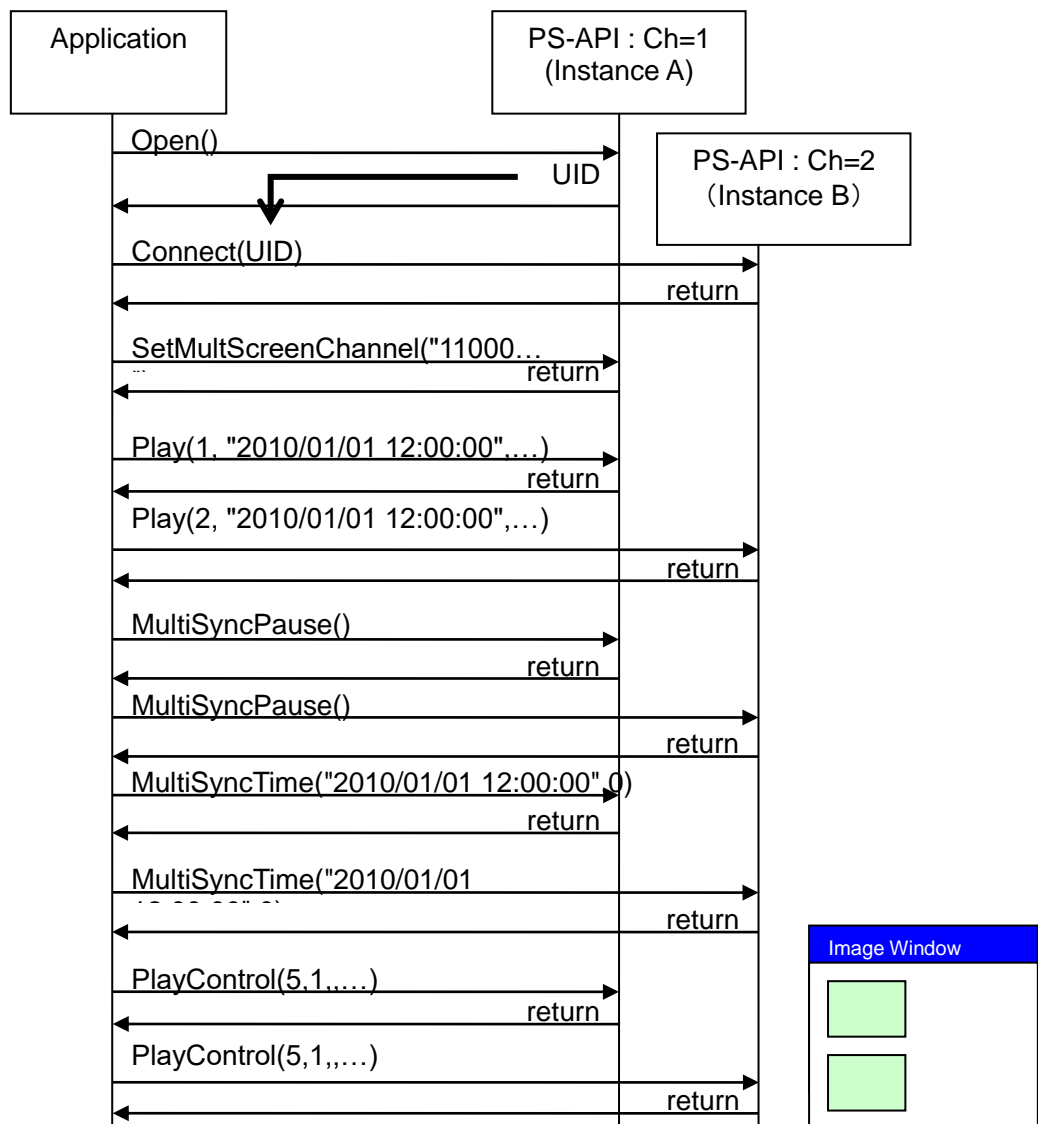 Application
PS-API : Ch=1
(Instance A)
Open()
PS-API : Ch=2
（Instance B）
UID
Connect(UID)
return
SetMultScreenChannel("11000…
return
Play(1, "2010/01/01 12:00:00",…)
return
Play(2, "2010/01/01 12:00:00",…)
return
MultiSyncPause()
return
MultiSyncPause()
return
MultiSyncTime("2010/01/01 12:00:00",0)
return
MultiSyncTime("2010/01/01
return
Image Window
PlayControl(5,1,,…)
return
PlayControl(5,1,,…)
return